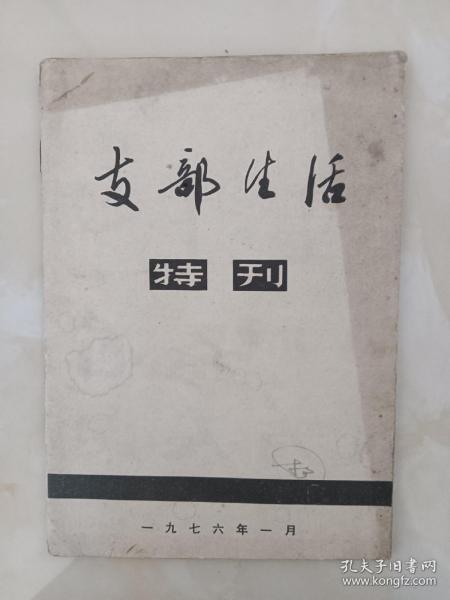 支部生活
特刊
一九七六年一月
孔夫子旧书网
www.kongfz.com